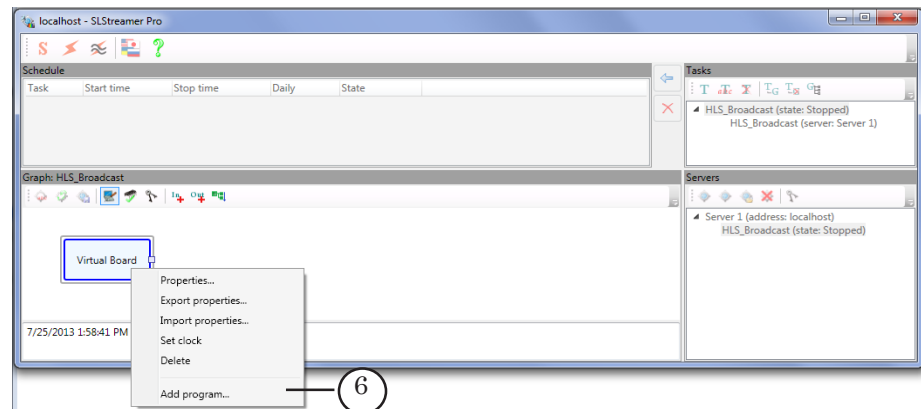 localhost - SLStreamer Pro
Schedule
Task Start time Stop time Daily State
Tasks
HLS_Broadcast (state: Stopped)
HLS_Broadcast (server: Server 1)
Graph: HLS_Broadcast
In Out
Virtual Board
Properties...
Export properties...
Import properties...
Set clock
Delete
Add program...
6
7/25/2013 1:58:41 PM
Servers
Server 1 (address: localhost)
HLS_Broadcast (state: Stopped)